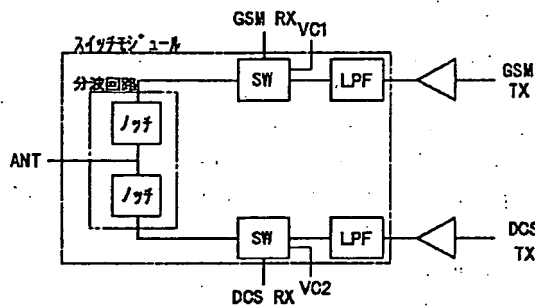 GSM RX
VC1
スイッチモジュール
SW
LPF
GSM
TX
分波回路
ノッチ
ANT
ノッチ
SW
LPF
DCS
TX
DCS RX
VC2